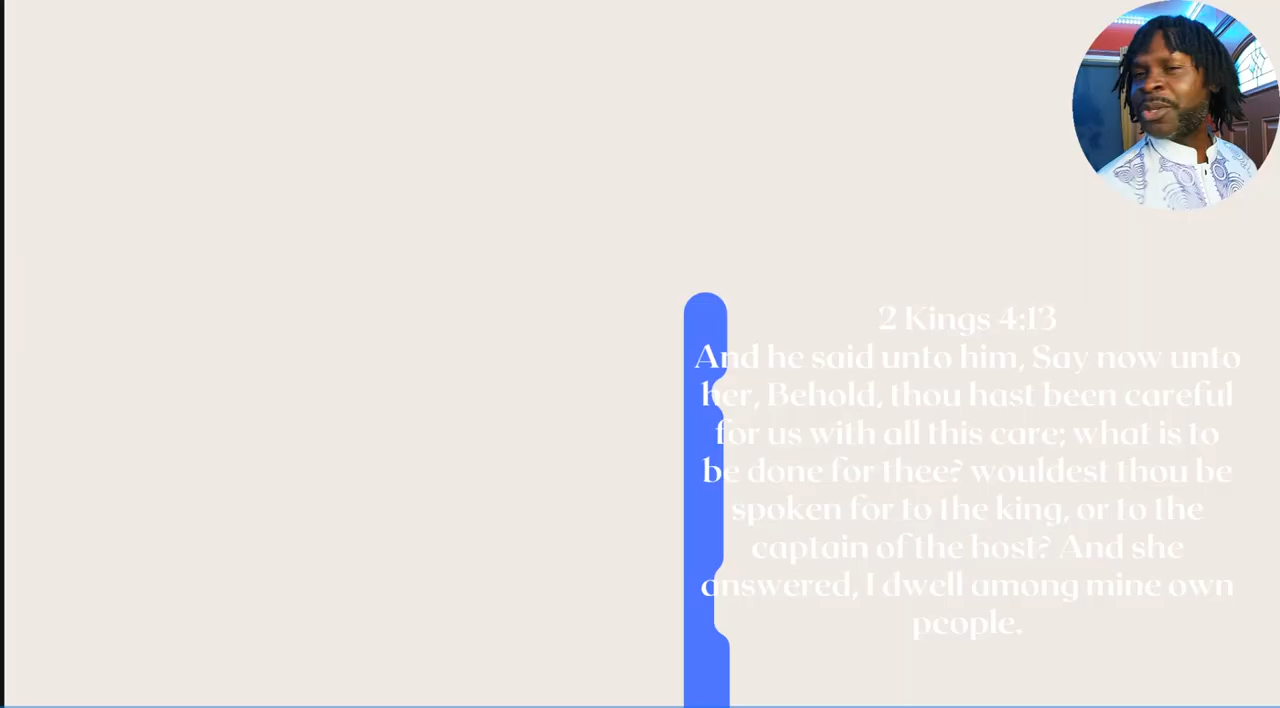 2 Kings 4:13
And he said unto him, Say now unto
her, Behold, thou hast been careful
for us with all this care; what is to
be done for thee? wouldest thou be
spoken for to the king, or to the
captain of the host? And she
answered, I dwell among mine own
people.